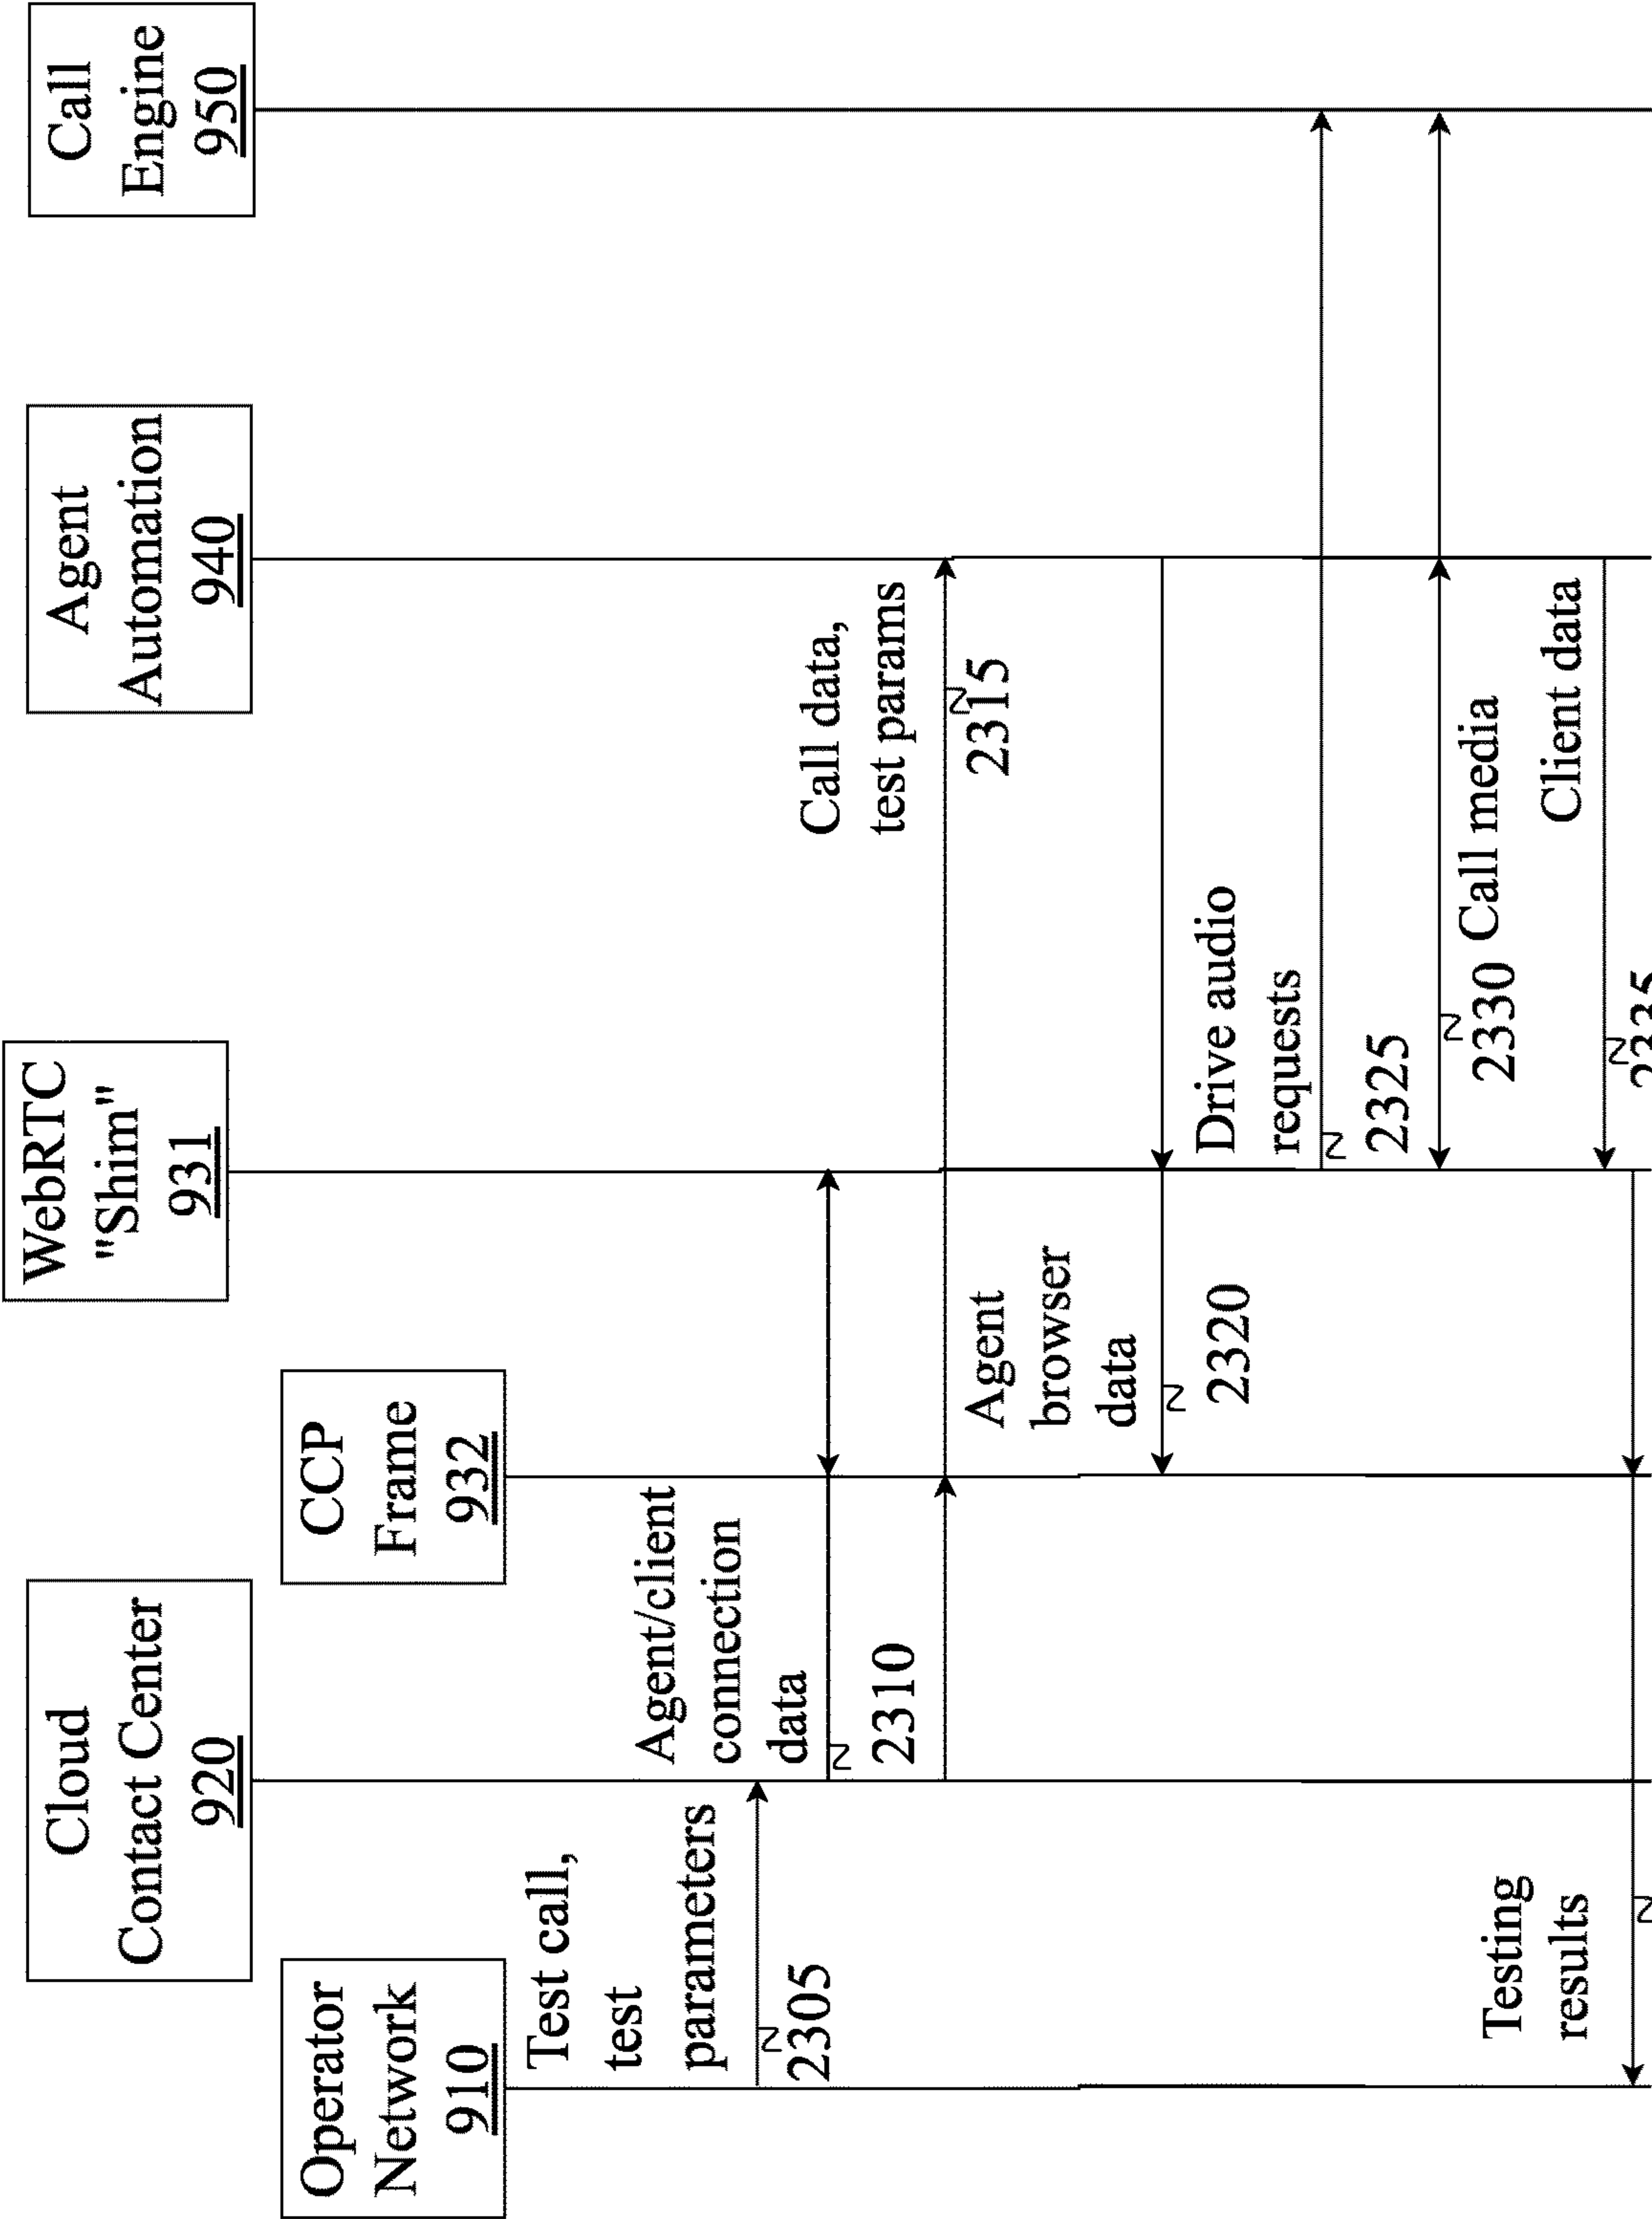 Operator
Network
910
Cloud
Contact Center
920
CCP
Frame
932
WebRTC
"Shim"
931
Agent
Automation
940
Call
Engine
950
Test call,
test
parameters
2305
Agent/client
connection
data
2310
Call data,
test params
2315
Agent
browser
data
2320
Drive audio
requests
2325
2330 Call media
Client data
2335
Testing
results